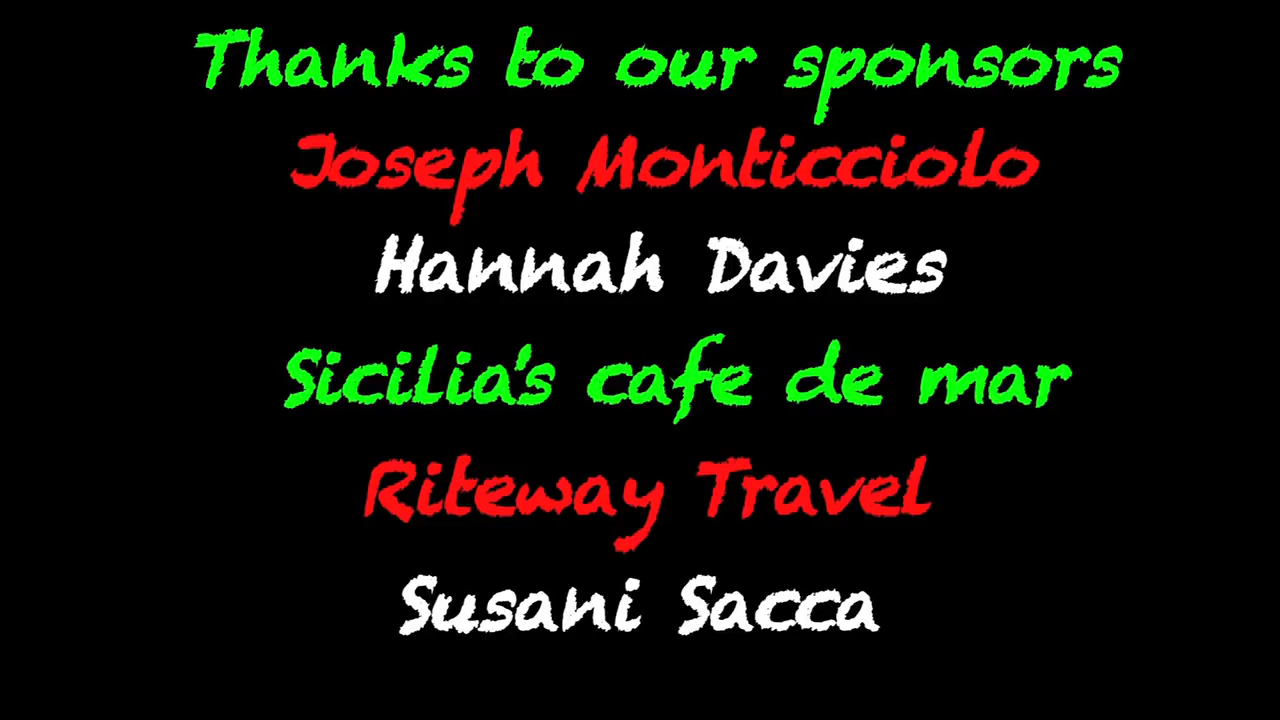 Thanks to our sponsors
Joseph Monticciolo
Hannah Davies
Sicilia's cafe de mar
Riteway Travel
Susani Sacca